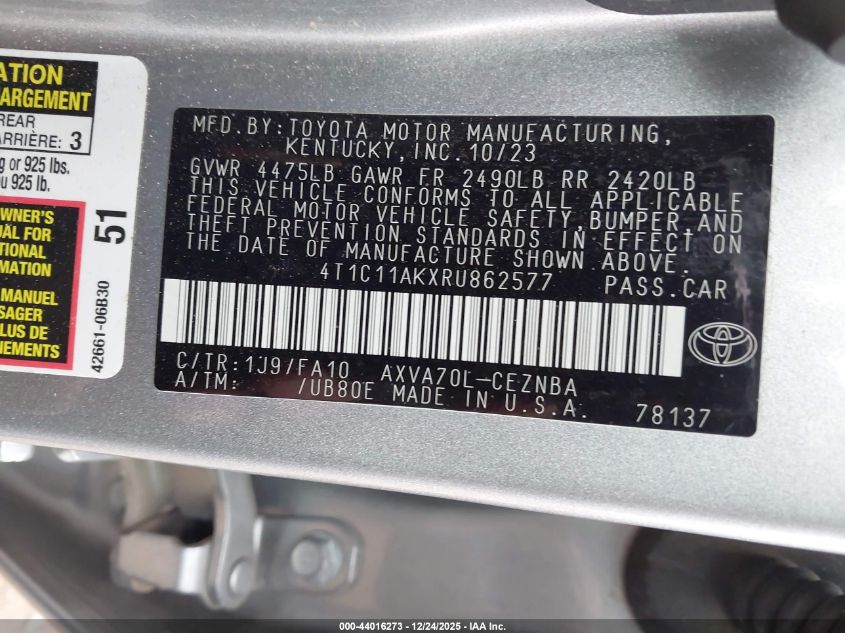 ATION
ARGEMENT
REAR
ARRIÈRE: 3
g or 925 lbs.
u 925 lb.
OWNER'S
FOR
TIONAL
RMATION
MANUEL
SAGER
PLUS DE
NEMENTS
51
42661-06B30
MFD.BY: TOYOTA MOTOR MANUFACTURING,
KENTUCKY, INC. 10/23
GVWR 4475LB GAWR FR 2490LB RR 2420LB
THIS VEHICLE CONFORMS TO ALL APPLICABLE
FEDERAL MOTOR VEHICLE SAFETY, BUMPER, AND
THEFT PREVENTION STANDARDS IN EFFECT ON
THE DATE OF MANUFACTURE SHOWN ABOVE.
4T1C11AKXRU862577 PASS.CAR
C/TR: 1J9/FA10 AXVA70L-CEZNBA
A/TM: /UB80E MADE IN U.S.A. 78137
000-44016273 - 12/24/2025 - IAA Inc.